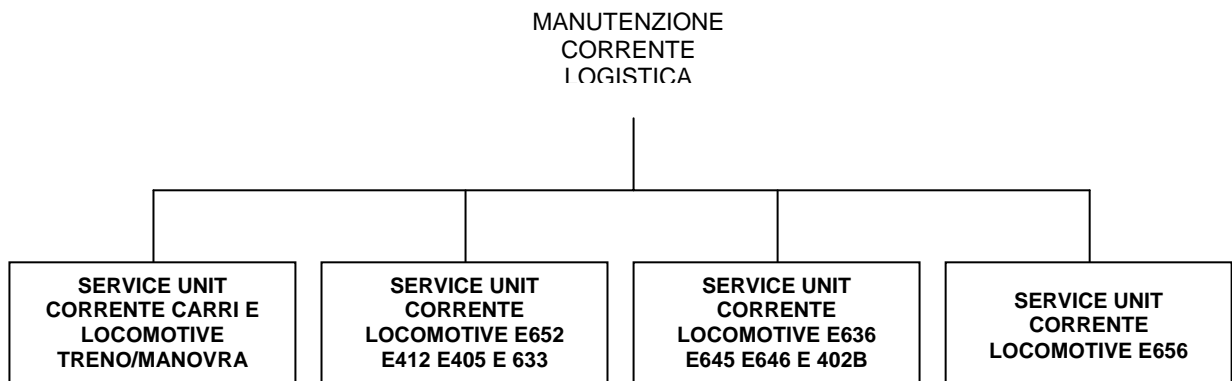 MANUTENZIONE
CORRENTE
LOGISTICA
SERVICE UNIT
CORRENTE CARRI E
LOCOMOTIVE
TRENO/MANOVRA
SERVICE UNIT
CORRENTE
LOCOMOTIVE E652
E412 E405 E 633
SERVICE UNIT
CORRENTE
LOCOMOTIVE E636
E645 E646 E 402B
SERVICE UNIT
CORRENTE
LOCOMOTIVE E656